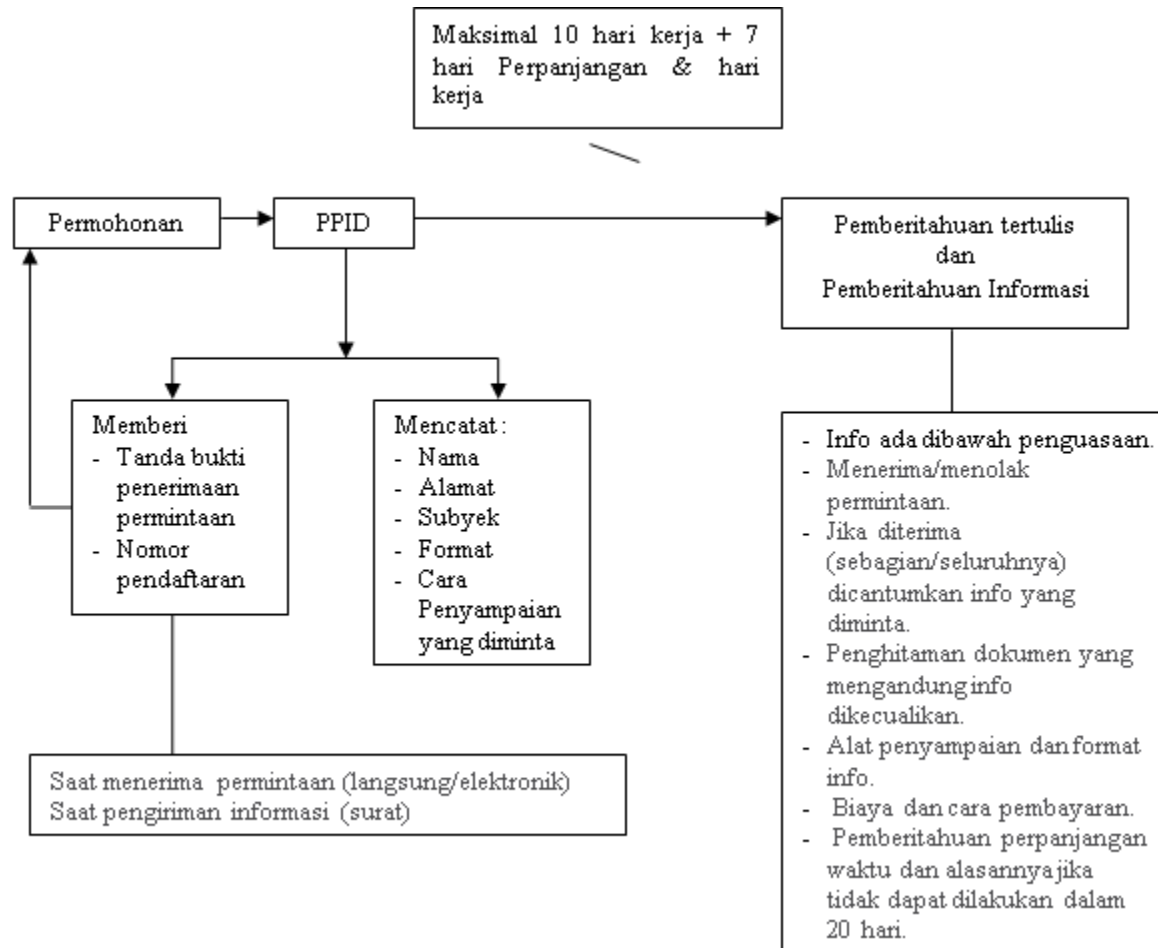 Maksimal 10 hari kerja + 7
hari Perpanjangan & hari
kerja
Permohonan
PPID
Pemberitahuan tertulis
dan
Pemberitahuan Informasi
Memberi
- Tanda bukti
penerimaan
permintaan
- Nomor
pendaftaran
Mencatat :
- Nama
- Alamat
- Subyek
- Format
- Cara
Penyampaian
yang diminta
- Info ada dibawah penguasaan.
- Menerima/menolak
permintaan.
- Jika diterima
(sebagian/seluruhnya)
dicantumkan info yang
diminta.
- Penghitaman dokumen yang
mengandung info
dikecualikan.
- Alat penyampaian dan format
info.
- Biaya dan cara pembayaran.
- Pemberitahuan perpanjangan
waktu dan alasannya jika
tidak dapat dilakukan dalam
20 hari.
Saat menerima permintaan (langsung/elektronik)
Saat pengiriman informasi (surat)